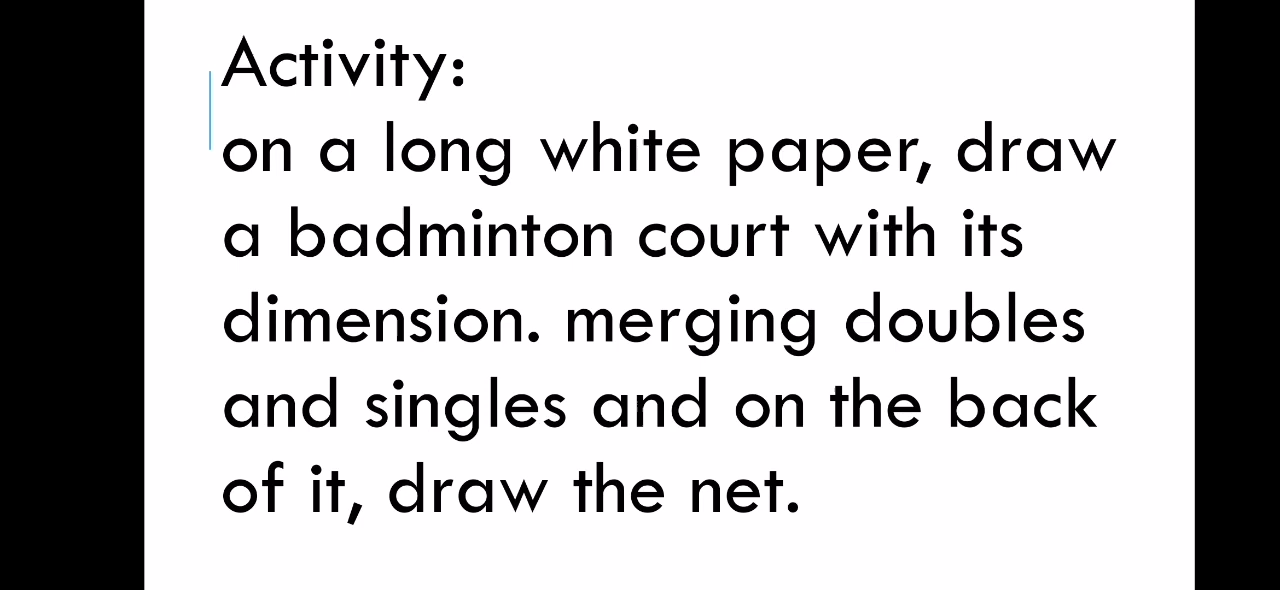 Activity:
on a long white paper, draw
a badminton court with its
dimension. merging doubles
and singles and on the back
of it, draw the net.